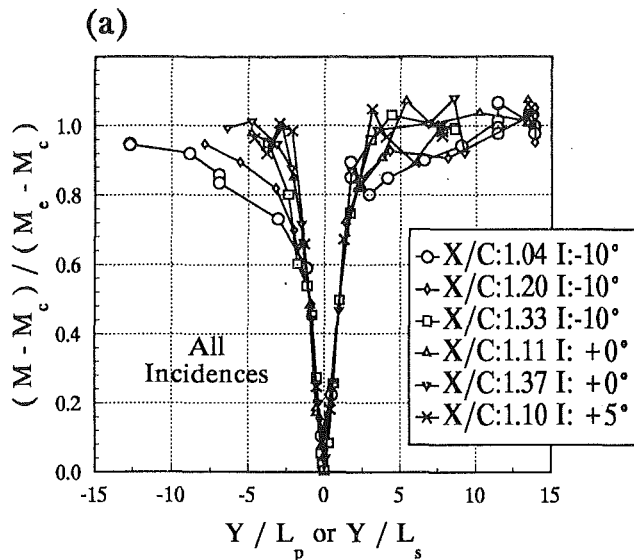 (a)
(M - M_c) / (M_e - M_c)
1.0
0.8
0.6
0.4
0.2
0.0
All
Incidences
X/C:1.04 I:-10°
X/C:1.20 I:-10°
X/C:1.33 I:-10°
X/C:1.11 I: +0°
X/C:1.37 I: +0°
X/C:1.10 I: +5°
-15 -10 -5 0 5 10 15
Y / L_p or Y / L_s